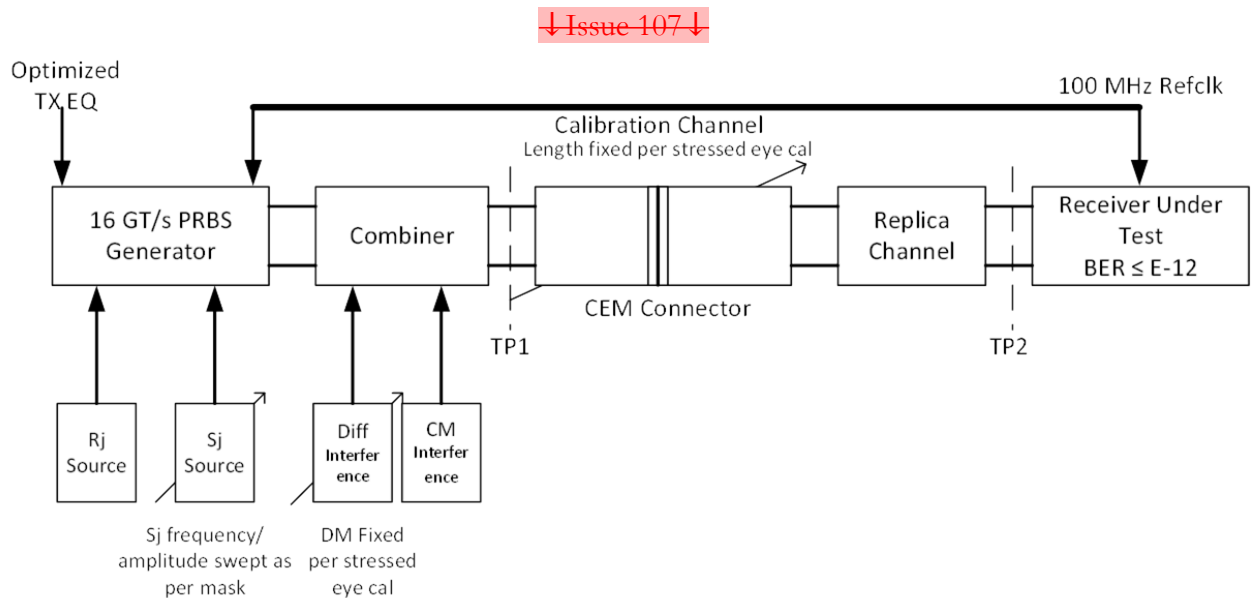 ↓Issue 107↓
Optimized
TX EQ
100 MHz Refclk
Calibration Channel
Length fixed per stressed eye cal
16 GT/s PRBS
Generator
Combiner
Replica
Channel
Receiver Under
Test
BER ≤ E-12
CEM Connector
TP1
TP2
Rj
Source
Sj
Source
Diff
Interfer
ence
CM
Interfer
ence
Sj frequency/
amplitude swept as
per mask
DM Fixed
per stressed
eye cal